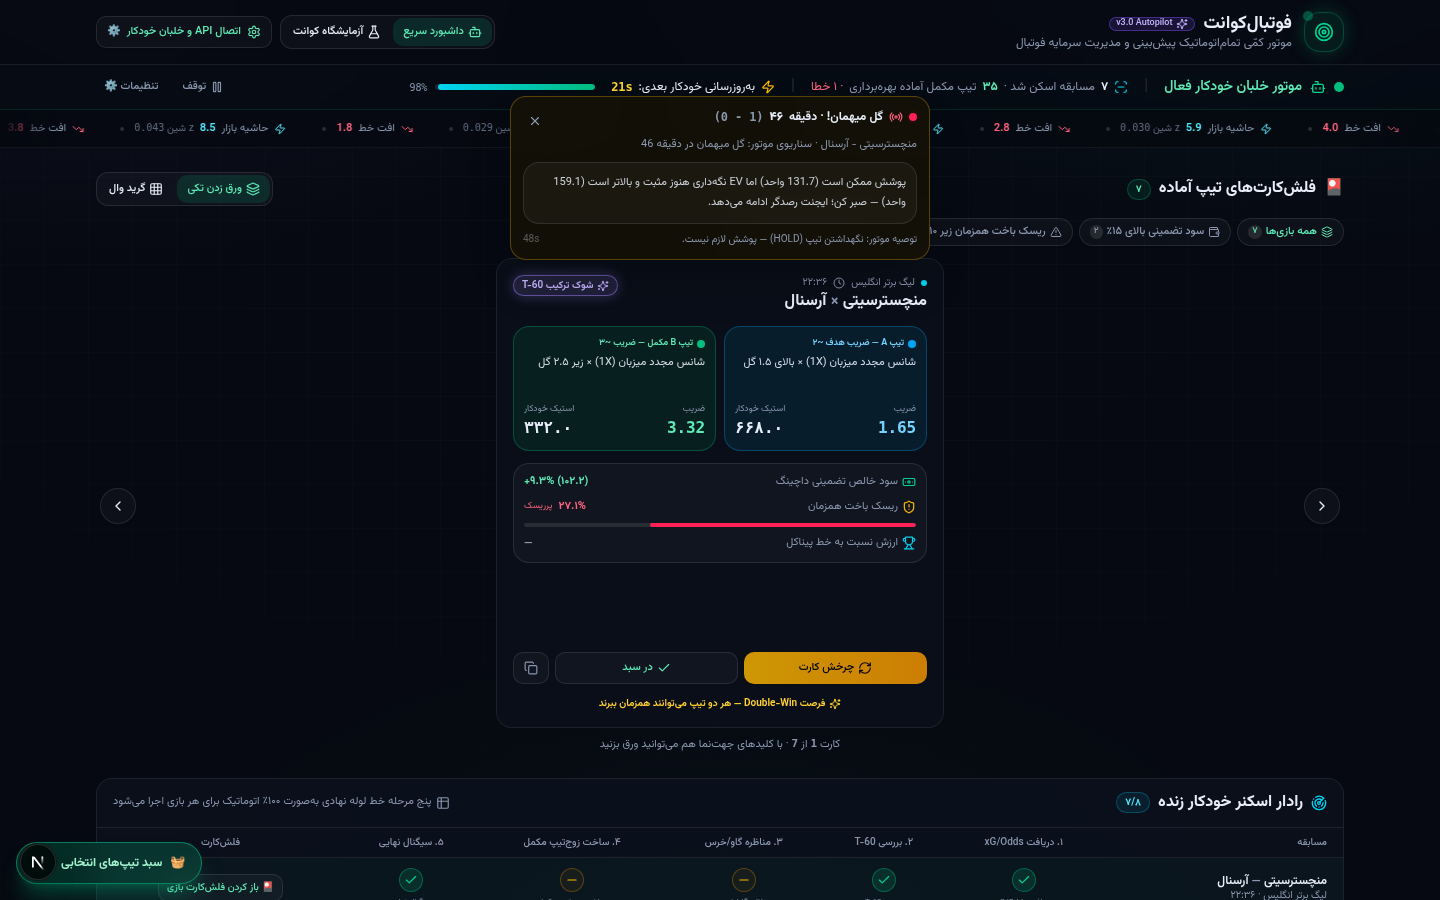 فوتبال‌کوانت v3.0 Autopilot
موتور کمّی تمام‌اتوماتیک پیش‌بینی و مدیریت سرمایه فوتبال
داشبورد سریع
آزمایشگاه کوانت
اتصال API و خلبان خودکار ⚙️
موتور خلبان خودکار فعال
۷ مسابقه اسکن شد · ۳۵ تیپ مکمل آماده بهره‌برداری · ۱ خطا
به‌روزرسانی خودکار بعدی: 21s
98%
توقف
تنظیمات ⚙️
افت خط 4.0
حاشیه بازار 5.9 z شین 0.030
افت خط 2.8
z شین 0.029
افت خط 1.8
حاشیه بازار 8.5 z شین 0.043
افت خط 3.8
گل میهمان! · دقیقه ۴۶ (0 - 1)
منچسترسیتی - آرسنال · سناریوی موتور: گل میهمان در دقیقه 46
پوشش ممکن است (131.7 واحد) اما EV نگه‌داری هنوز مثبت و بالاتر است (159.1
واحد) — صبر کن؛ ایجنت رصدگر ادامه می‌دهد.
توصیه موتور: نگهداشتن تیپ (HOLD) — پوشش لازم نیست.
48s
🎴 فلش‌کارت‌های تیپ آماده ۷
ورق زدن تکی
گرید وال
همه بازی‌ها ۷
سود تضمینی بالای ۱۵٪ ۲
ریسک باخت همزمان زیر ۱۰
لیگ برتر انگلیس ۲۲:۳۶
منچسترسیتی × آرسنال
شوک ترکیب T-60
تیپ A — ضریب هدف ~۲
شانس مجدد میزبان (1X) × بالای ۱.۵ گل
ضریب
استیک خودکار
1.65
۶۶۸.۰
تیپ B مکمل — ضریب ~۳
شانس مجدد میزبان (1X) × زیر ۲.۵ گل
ضریب
استیک خودکار
3.32
۳۳۲.۰
سود خالص تضمینی داچینگ
+۹.۳% (۱۰۲.۲)
ریسک باخت همزمان
۲۷.۱% پرریسک
ارزش نسبت به خط پیناکل
—
چرخش کارت
در سبد
فرصت Double-Win — هر دو تیپ می‌توانند همزمان ببرند
کارت 1 از 7 · با کلیدهای جهت‌نما هم می‌توانید ورق بزنید
رادار اسکنر خودکار زنده ۷/۸
پنج مرحله خط لوله نهادی به‌صورت ۱۰۰٪ اتوماتیک برای هر بازی اجرا می‌شود
مسابقه
۱. دریافت xG/Odds
۲. بررسی T-60
۳. مناظره گاو/خرس
۴. ساخت زوج‌تیپ مکمل
۵. سیگنال نهایی
فلش‌کارت
منچسترسیتی — آرسنال
لیگ برتر انگلیس · ۲۲:۳۶
🎴 باز کردن فلش‌کارت بازی
🧺 سبد تیپ‌های انتخابی
N